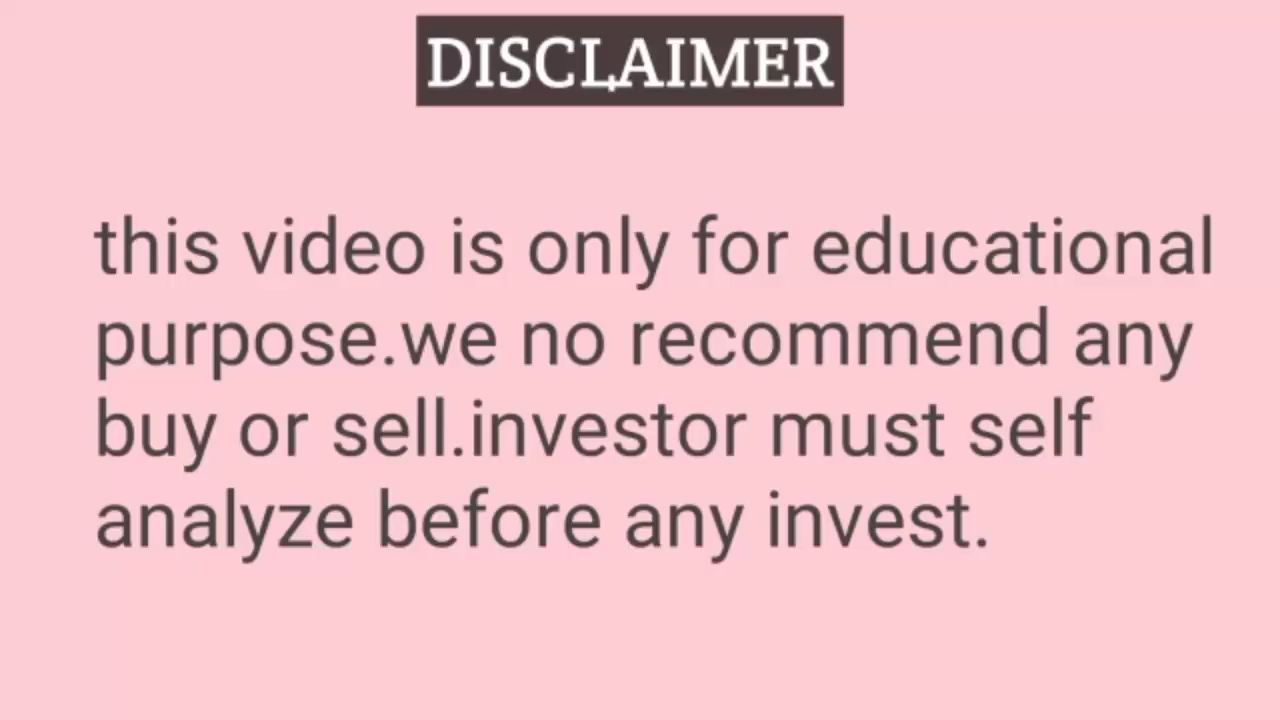 DISCLAIMER
this video is only for educational
purpose.we no recommend any
buy or sell.investor must self
analyze before any invest.